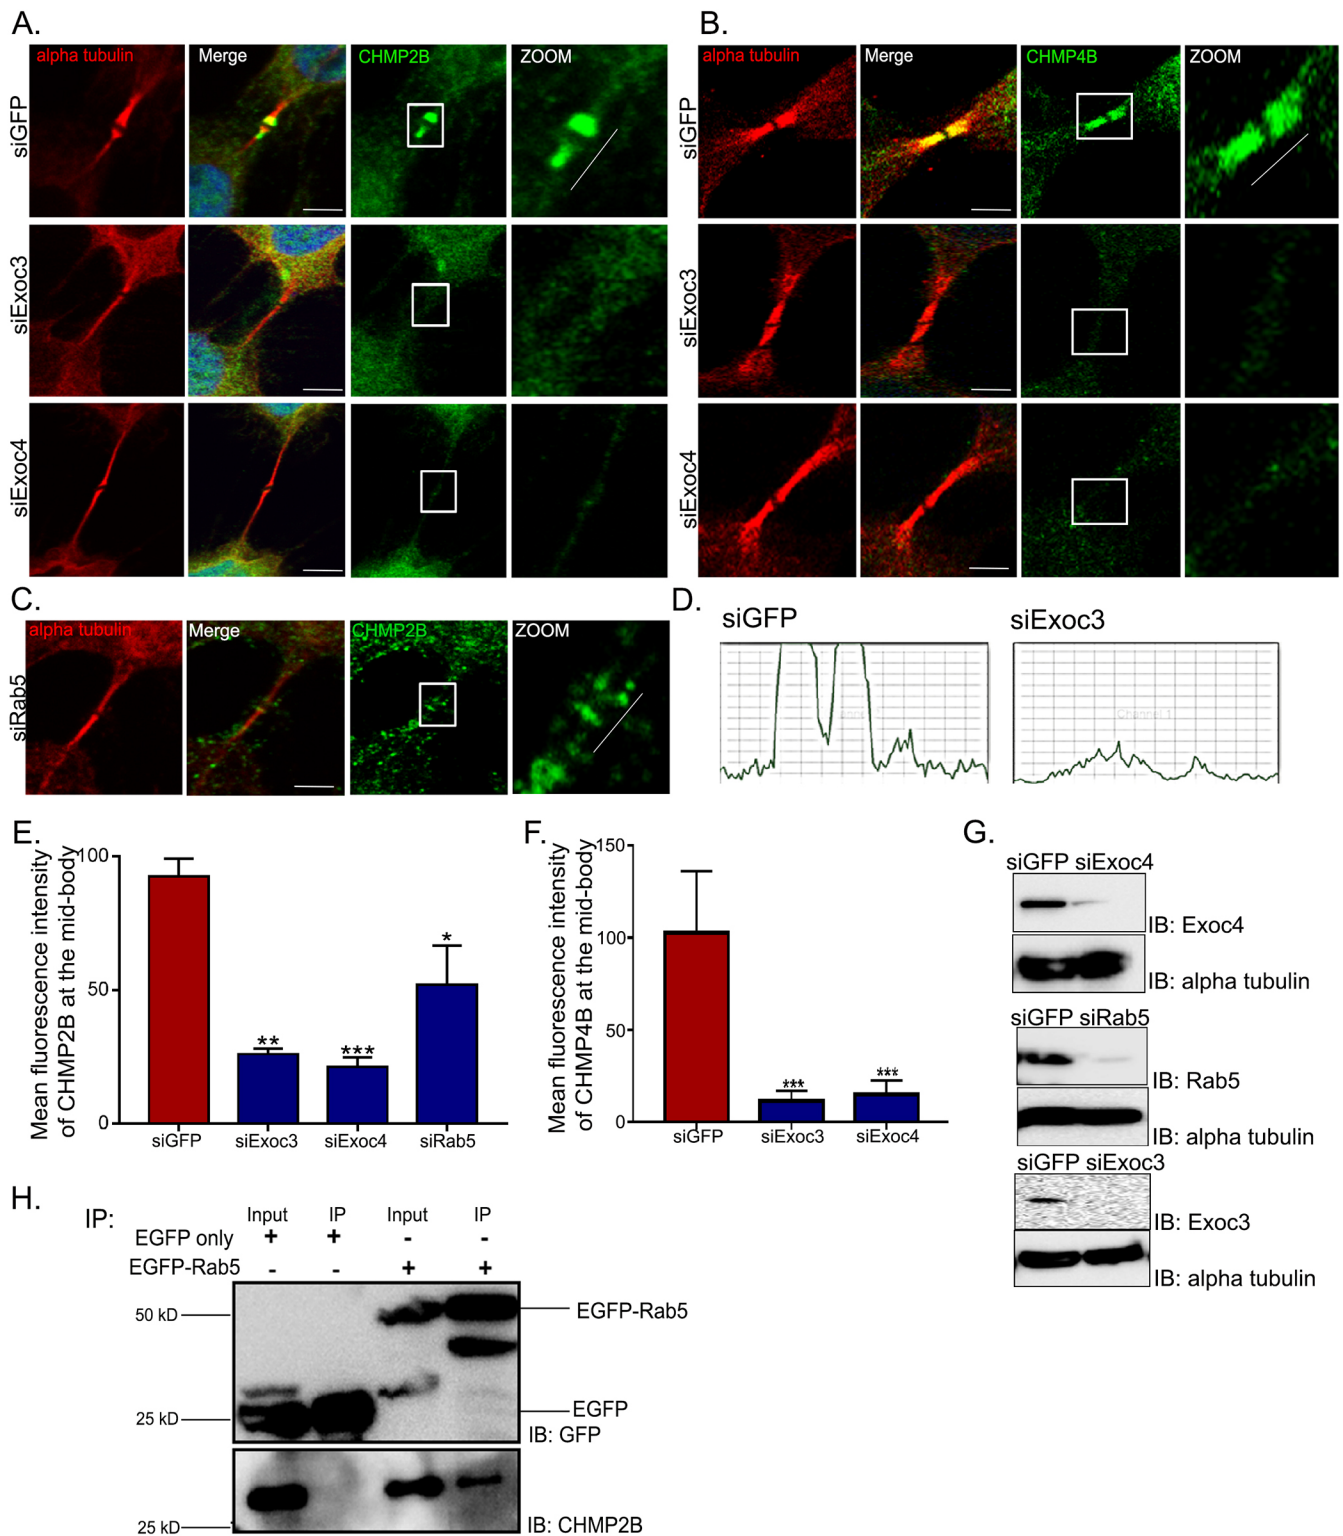 A.
alpha tubulin Merge CHMP2B ZOOM
siGFP
siExoc3
siExoc4
B.
alpha tubulin Merge CHMP4B ZOOM
siGFP
siExoc3
siExoc4
C.
alpha tubulin Merge CHMP2B ZOOM
siRab5
D.
siGFP siExoc3
Channel 1
E.
Mean fluorescence intensity
of CHMP2B at the mid-body
100
50
0
** *** *
siGFP siExoc3 siExoc4 siRab5
F.
Mean fluorescence intensity
of CHMP4B at the mid-body
150
100
50
0
*** ***
siGFP siExoc3 siExoc4
G.
siGFP siExoc4
IB: Exoc4
IB: alpha tubulin
siGFP siRab5
IB: Rab5
IB: alpha tubulin
siGFP siExoc3
IB: Exoc3
IB: alpha tubulin
H.
IP: Input IP Input IP
EGFP only + + - -
EGFP-Rab5 - - + +
50 kD EGFP-Rab5
25 kD EGFP
IB: GFP
25 kD IB: CHMP2B